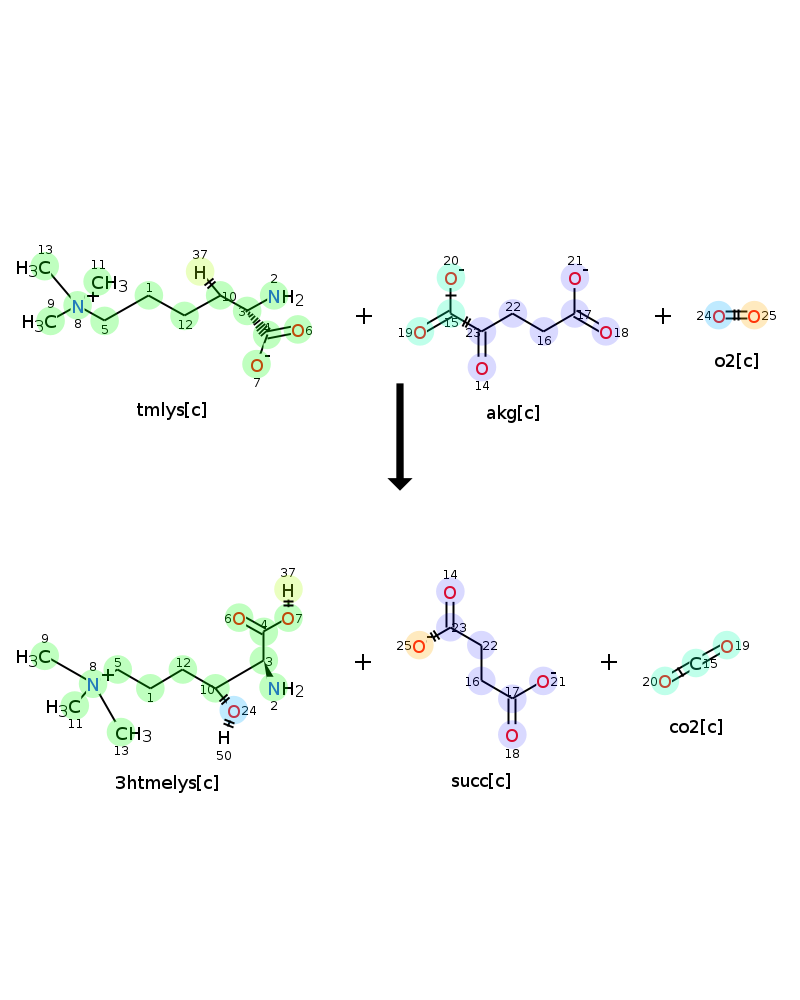 13
H₃C
11
CH₃
9
H₃C
N
+
8
5
1
12
37
H
10
3
2
NH₂
4
O
6
O
-
7
tmlys[c]
+
20
O
-
19
O
15
23
O
14
22
16
21
O
-
17
O
18
akg[c]
+
24
O
O
25
o2[c]
9
H₃C
8
N
+
H₃C
11
CH₃
13
5
1
12
10
6
O
4
37
H
O
7
3
NH₂
2
O
24
H
50
3htmelys[c]
+
14
O
23
25
O
-
22
16
17
O
-
21
O
18
succ[c]
+
20
O
C
15
O
19
co2[c]